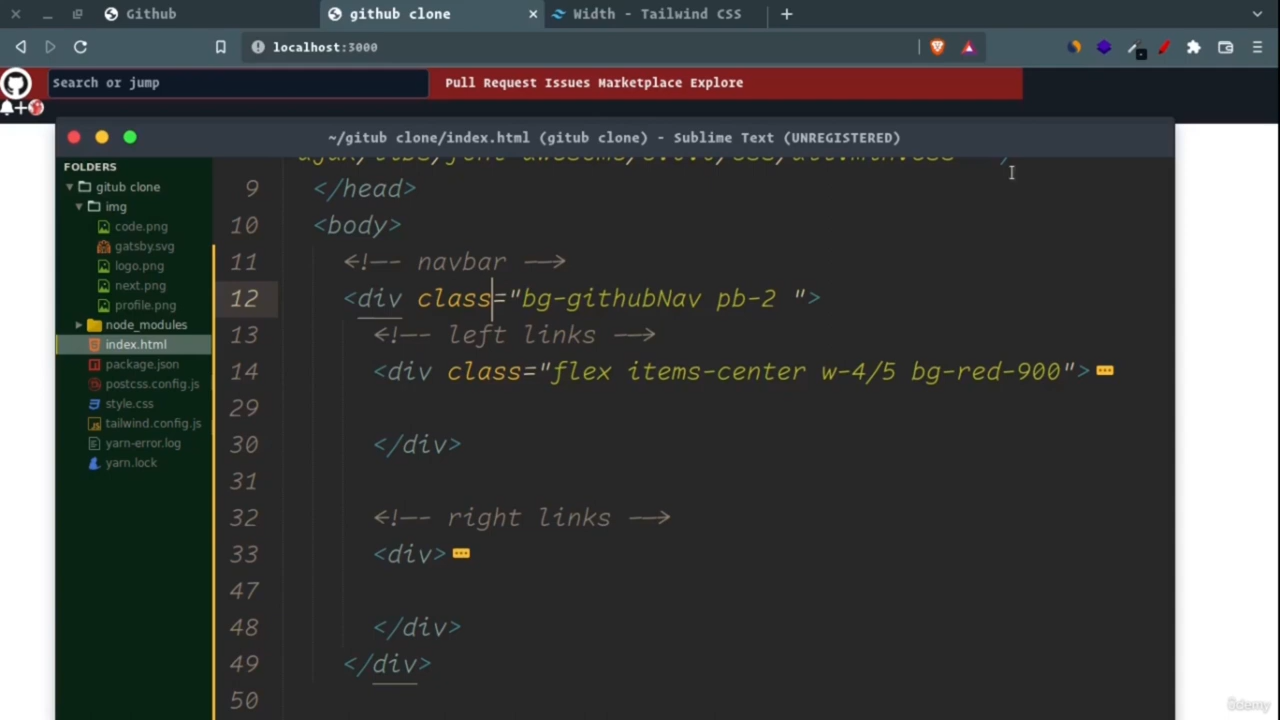 Github
github clone
Width - Tailwind CSS
localhost:3000
Search or jump
Pull Request Issues Marketplace Explore
~/gitub clone/index.html (gitub clone) - Sublime Text (UNREGISTERED)
FOLDERS
gitub clone
img
code.png
gatsby.svg
logo.png
next.png
profile.png
node_modules
index.html
package.json
postcss.config.js
style.css
tailwind.config.js
yarn-error.log
yarn.lock
9 </head>
10 <body>
11 <!-- navbar -->
12 <div class="bg-githubNav pb-2 ">
13 <!-- left links -->
14 <div class="flex items-center w-4/5 bg-red-900">
29
30 </div>
31
32 <!-- right links -->
33 <div>
47
48 </div>
49 </div>
50
ûdemy